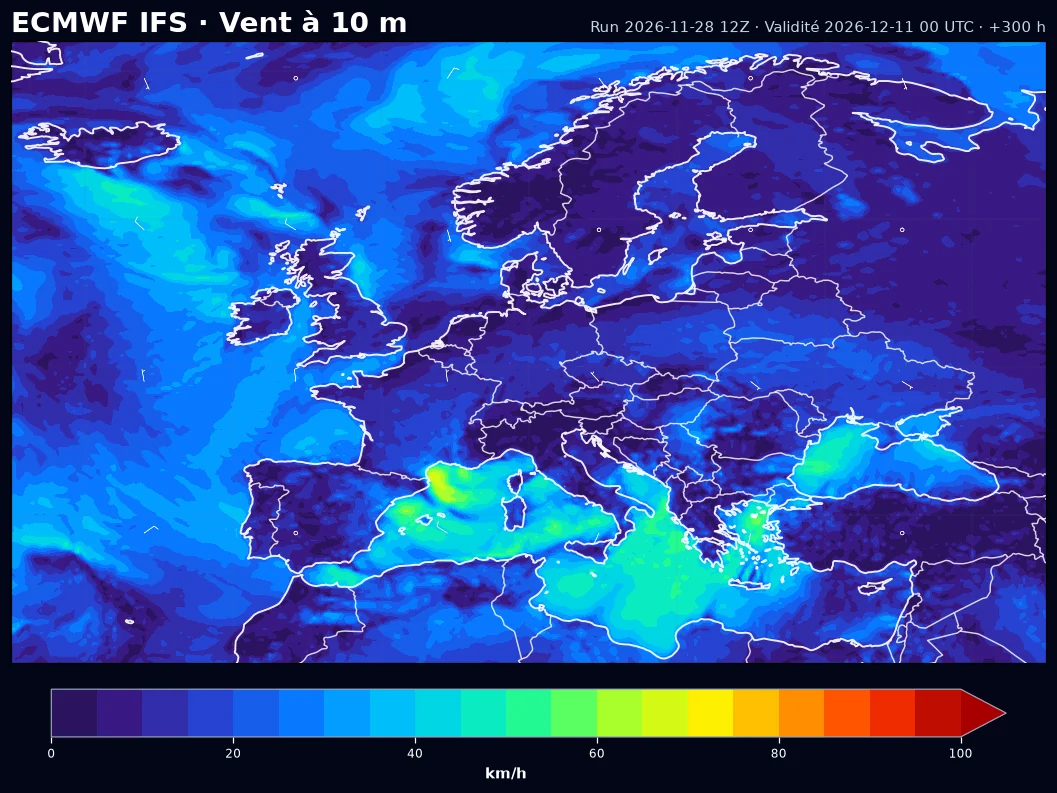 ECMWF IFS · Vent à 10 m
Run 2026-11-28 12Z · Validité 2026-12-11 00 UTC · +300 h
0 20 40 60 80 100
km/h